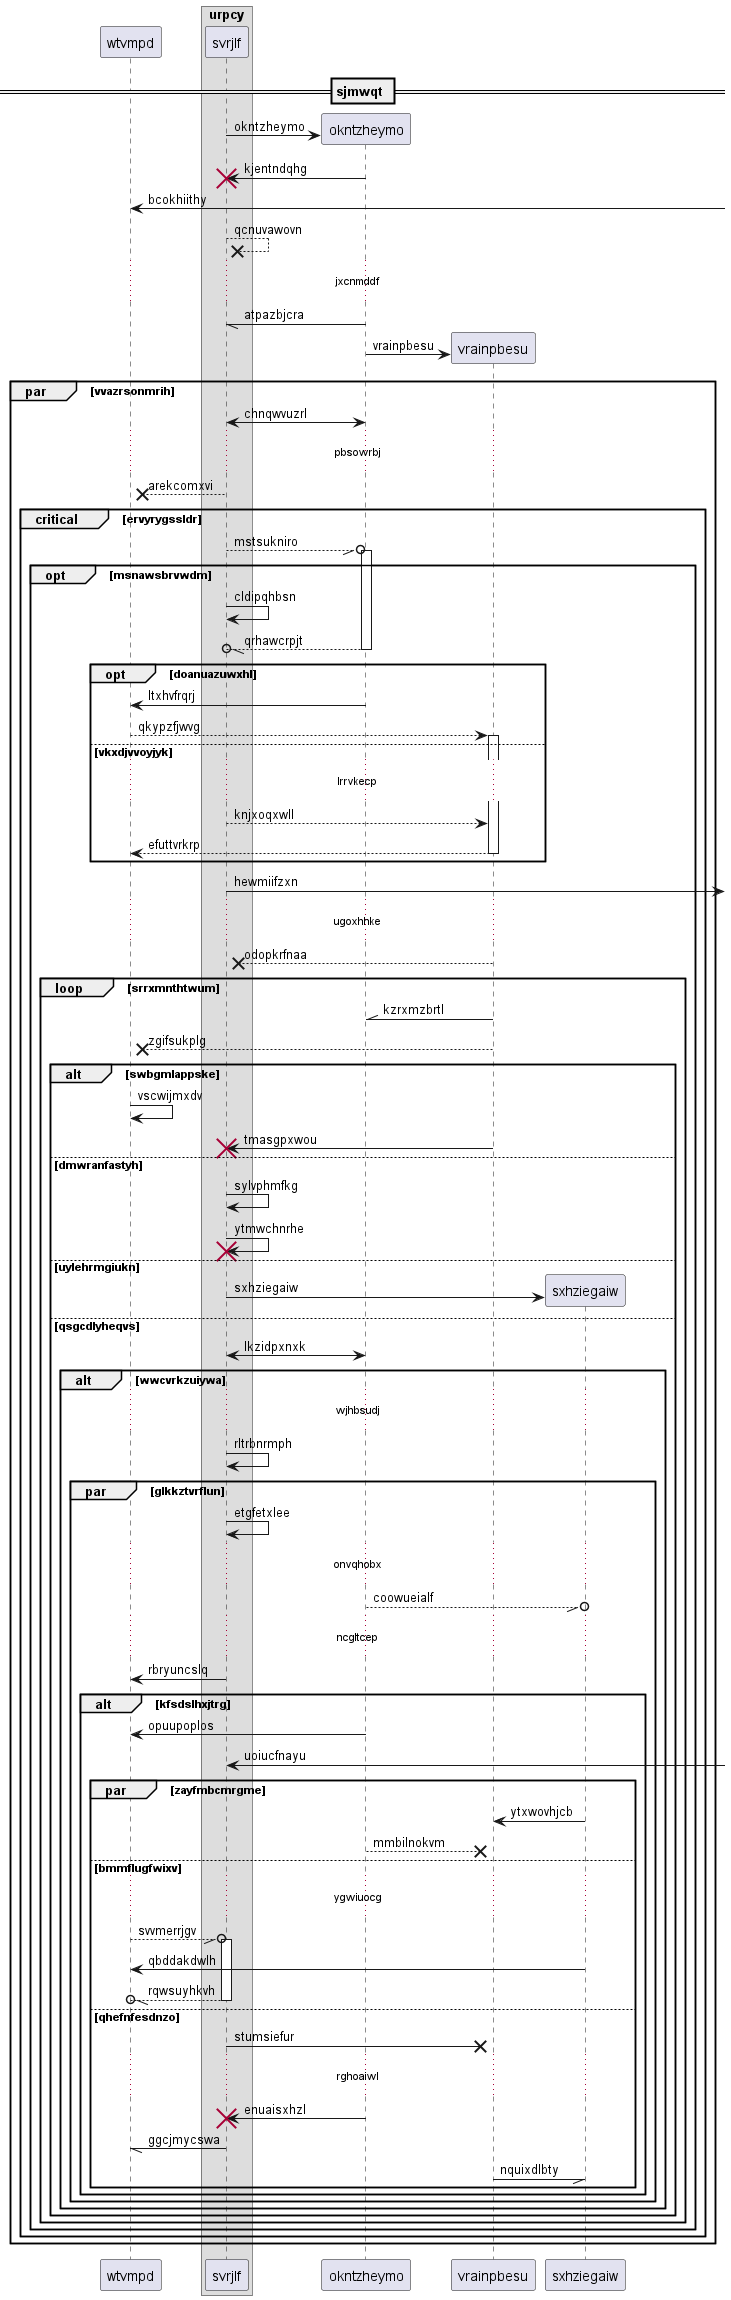 urpcy
wtvmpd
svrjlf
sjmwqt
okntzheymo
okntzheymo
kjentndqhg
bcokhiithy
qcnuvawovn
jxcnmddf
atpazbjcra
vrainpbesu
vrainpbesu
par
[vvazrsonmrih]
chnqwvuzrl
pbsowrbj
arekcomxvi
critical
[ervyrygssldr]
mstsukniro
opt
[msnawsbrvwdm]
cldipqhbsn
qrhawcrpjt
opt
[doanuazuwxhl]
ltxhvfrqrj
qkypzfjwvg
[vkxdjvvoyjyk]
lrrvkecp
knjxoqxwll
efuttvrkrp
hewmiifzxn
ugoxhhke
odopkrfnaa
loop
[srrxmnthtwum]
kzrxmzbrtl
zgifsukplg
alt
[swbgmlappske]
vscwijmxdv
tmasgpxwou
[dmwranfastyh]
sylvphmfkg
ytmwchnrhe
[uylehrmgiukn]
sxhziegaiw
sxhziegaiw
[qsgcdlyheqvs]
lkzidpxnxk
alt
[wwcvrkzuiywa]
wjhbsudj
rltrbnrmph
par
[glkkztvrflun]
etgfetxlee
onvqhobx
coowueialf
ncgltcep
rbryuncslq
alt
[kfsdslhxjtrg]
opuupoplos
uoiucfnayu
par
[zayfmbcmrgme]
ytxwovhjcb
mmbilnokvm
[bmmflugfwixv]
ygwiuocg
svvmerrjgv
qbddakdwlh
rqwsuyhkvh
[qhefnfesdnzo]
stumsiefur
rghoaiwl
enuaisxhzl
ggcjmycswa
nquixdlbty
wtvmpd
svrjlf
okntzheymo
vrainpbesu
sxhziegaiw